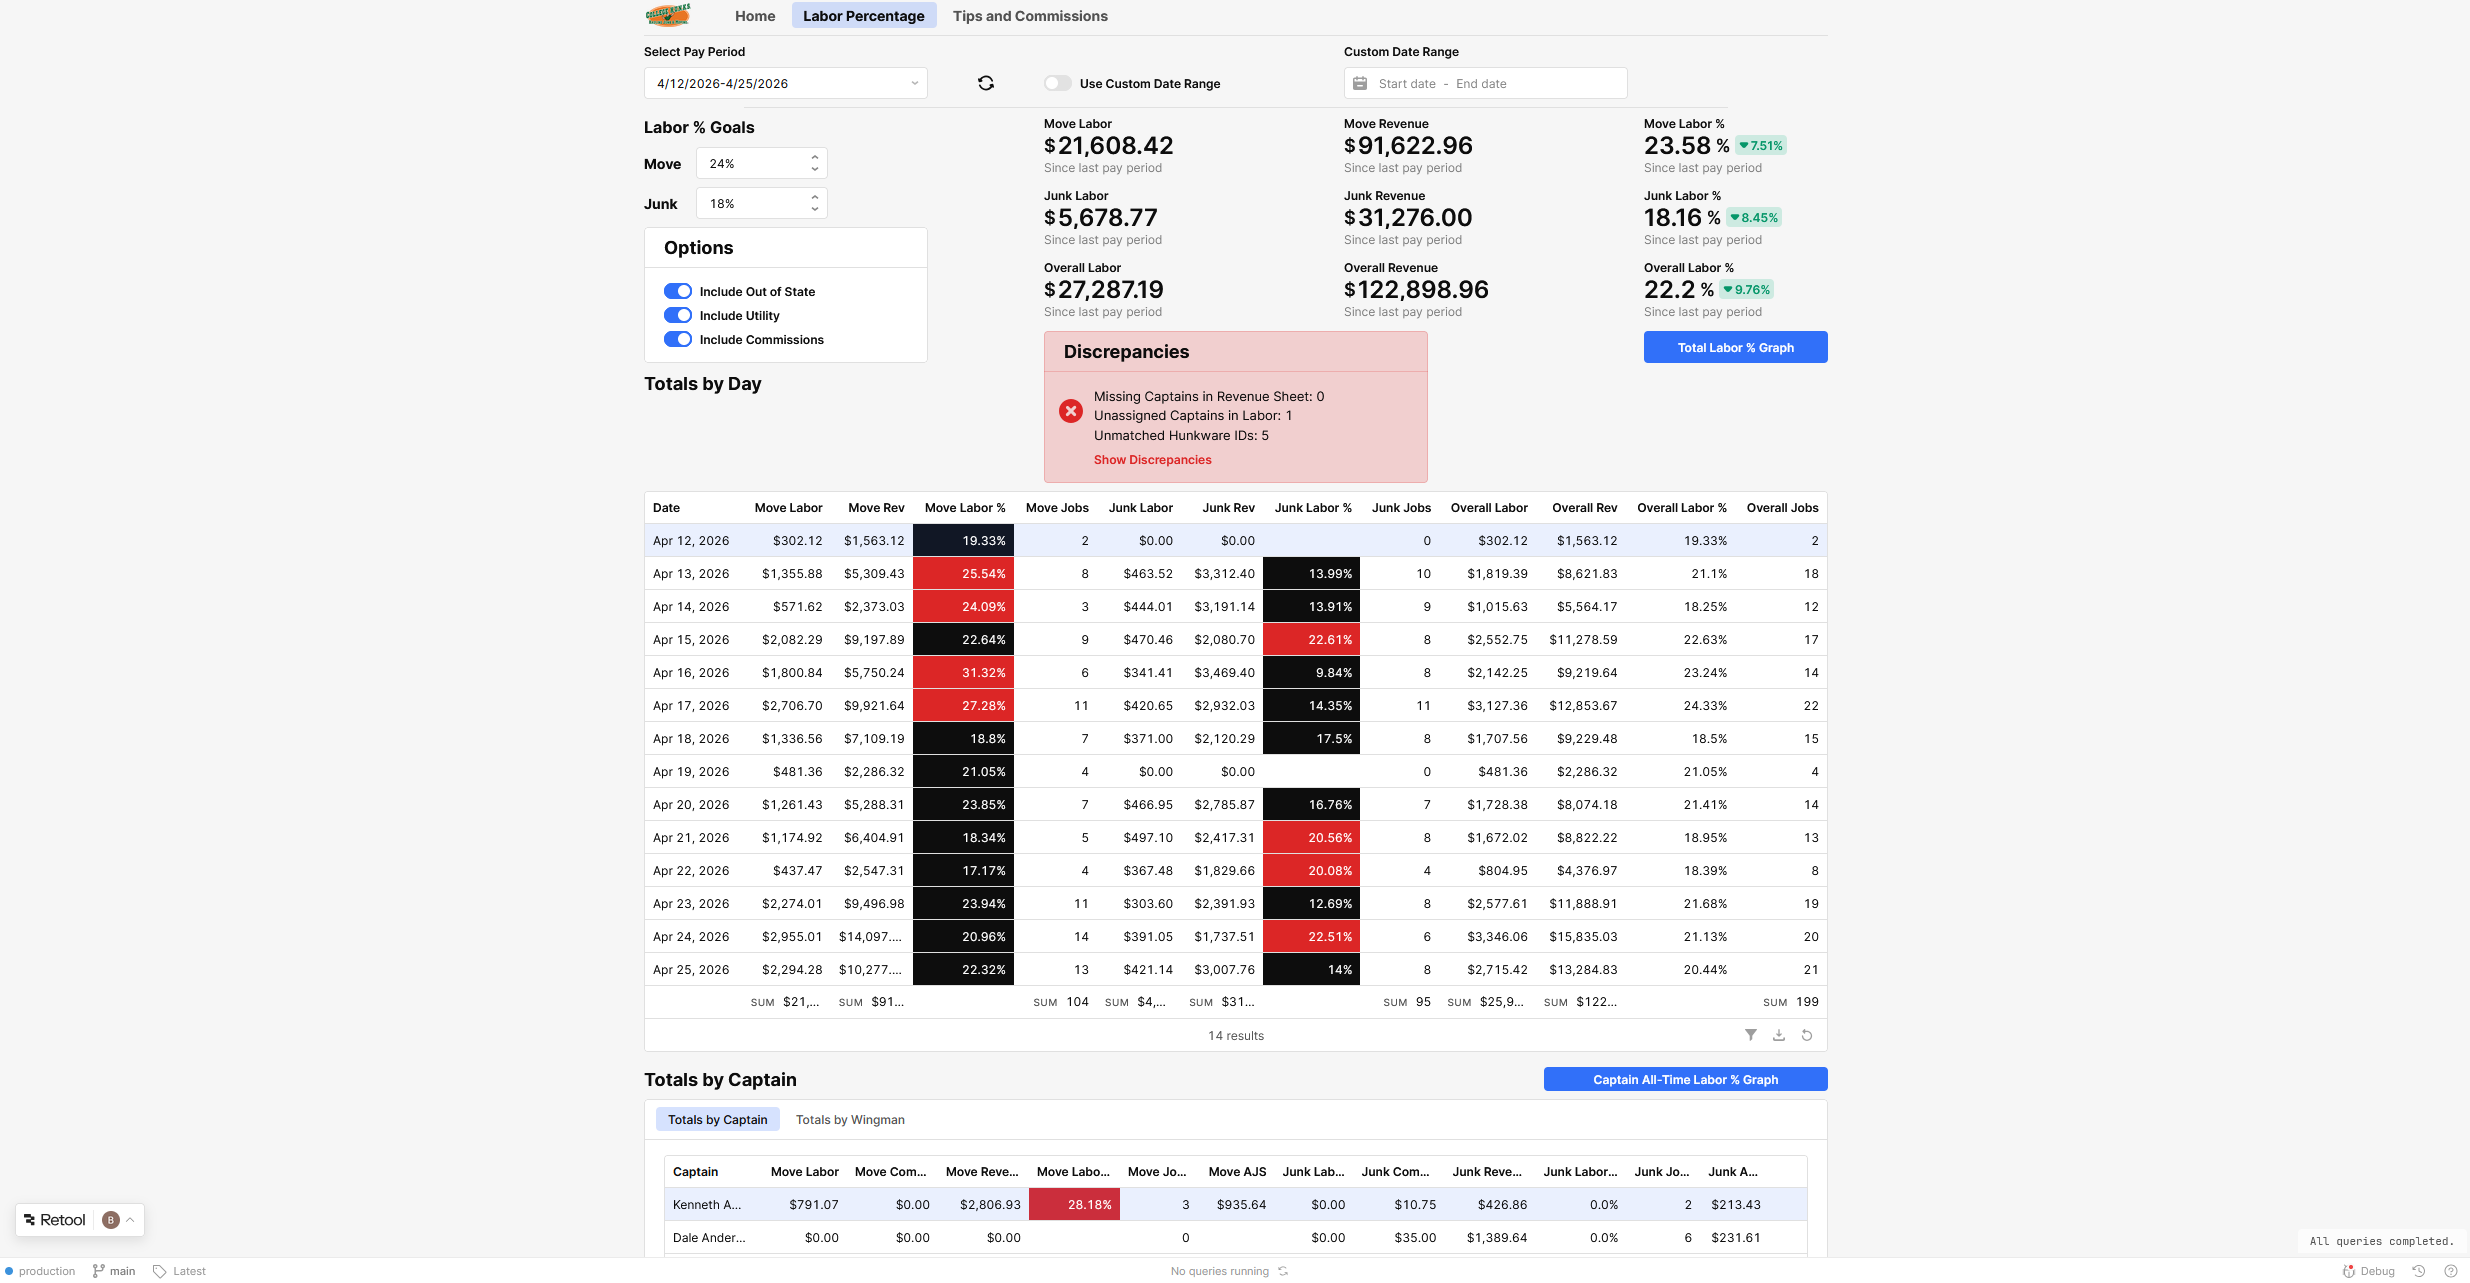 COLLEGE HUNKS
Home
Labor Percentage
Tips and Commissions
Select Pay Period
Custom Date Range
4/12/2026-4/25/2026
Use Custom Date Range
Start date - End date
Labor % Goals
Move 24%
Junk 18%
Options
Include Out of State
Include Utility
Include Commissions
Move Labor
$21,608.42
Since last pay period
Move Revenue
$91,622.96
Since last pay period
Move Labor %
23.58 % 7.51%
Since last pay period
Junk Labor
$5,678.77
Since last pay period
Junk Revenue
$31,276.00
Since last pay period
Junk Labor %
18.16 % 8.45%
Since last pay period
Overall Labor
$27,287.19
Since last pay period
Overall Revenue
$122,898.96
Since last pay period
Overall Labor %
22.2 % 9.76%
Since last pay period
Total Labor % Graph
Discrepancies
Missing Captains in Revenue Sheet: 0
Unassigned Captains in Labor: 1
Unmatched Hunkware IDs: 5
Show Discrepancies
Totals by Day
Date Move Labor Move Rev Move Labor % Move Jobs Junk Labor Junk Rev Junk Labor % Junk Jobs Overall Labor Overall Rev Overall Labor % Overall Jobs
Apr 12, 2026 $302.12 $1,563.12 19.33% 2 $0.00 $0.00 0 $302.12 $1,563.12 19.33% 2
Apr 13, 2026 $1,355.88 $5,309.43 25.54% 8 $463.52 $3,312.40 13.99% 10 $1,819.39 $8,621.83 21.1% 18
Apr 14, 2026 $571.62 $2,373.03 24.09% 3 $444.01 $3,191.14 13.91% 9 $1,015.63 $5,564.17 18.25% 12
Apr 15, 2026 $2,082.29 $9,197.89 22.64% 9 $470.46 $2,080.70 22.61% 8 $2,552.75 $11,278.59 22.63% 17
Apr 16, 2026 $1,800.84 $5,750.24 31.32% 6 $341.41 $3,469.40 9.84% 8 $2,142.25 $9,219.64 23.24% 14
Apr 17, 2026 $2,706.70 $9,921.64 27.28% 11 $420.65 $2,932.03 14.35% 11 $3,127.36 $12,853.67 24.33% 22
Apr 18, 2026 $1,336.56 $7,109.19 18.8% 7 $371.00 $2,120.29 17.5% 8 $1,707.56 $9,229.48 18.5% 15
Apr 19, 2026 $481.36 $2,286.32 21.05% 4 $0.00 $0.00 0 $481.36 $2,286.32 21.05% 4
Apr 20, 2026 $1,261.43 $5,288.31 23.85% 7 $466.95 $2,785.87 16.76% 7 $1,728.38 $8,074.18 21.41% 14
Apr 21, 2026 $1,174.92 $6,404.91 18.34% 5 $497.10 $2,417.31 20.56% 8 $1,672.02 $8,822.22 18.95% 13
Apr 22, 2026 $437.47 $2,547.31 17.17% 4 $367.48 $1,829.66 20.08% 4 $804.95 $4,376.97 18.39% 8
Apr 23, 2026 $2,274.01 $9,496.98 23.94% 11 $303.60 $2,391.93 12.69% 8 $2,577.61 $11,888.91 21.68% 19
Apr 24, 2026 $2,955.01 $14,097.... 20.96% 14 $391.05 $1,737.51 22.51% 6 $3,346.06 $15,835.03 21.13% 20
Apr 25, 2026 $2,294.28 $10,277.... 22.32% 13 $421.14 $3,007.76 14% 8 $2,715.42 $13,284.83 20.44% 21
SUM $21,... SUM $91... SUM 104 SUM $4,... SUM $31... SUM 95 SUM $25,9... SUM $122... SUM 199
14 results
Totals by Captain
Captain All-Time Labor % Graph
Totals by Captain
Totals by Wingman
Captain Move Labor Move Com... Move Reve... Move Labo... Move Jo... Move AJS Junk Lab... Junk Com... Junk Reve... Junk Labor... Junk Jo... Junk A...
Kenneth A... $791.07 $0.00 $2,806.93 28.18% 3 $935.64 $0.00 $10.75 $426.86 0.0% 2 $213.43
Dale Ander... $0.00 $0.00 $0.00 0 $0.00 $35.00 $1,389.64 0.0% 6 $231.61
Retool B
All queries completed.
production main Latest
No queries running
Debug